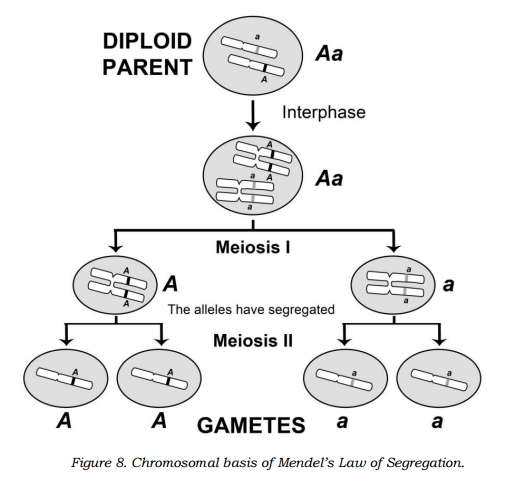 DIPLOID
PARENT
a
A
Aa
Interphase
A
A
a
a
Aa
Meiosis I
A
A
A
a
a
a
The alleles have segregated
Meiosis II
A
A
a
a
A
A
GAMETES
a
a
Figure 8. Chromosomal basis of Mendel's Law of Segregation.